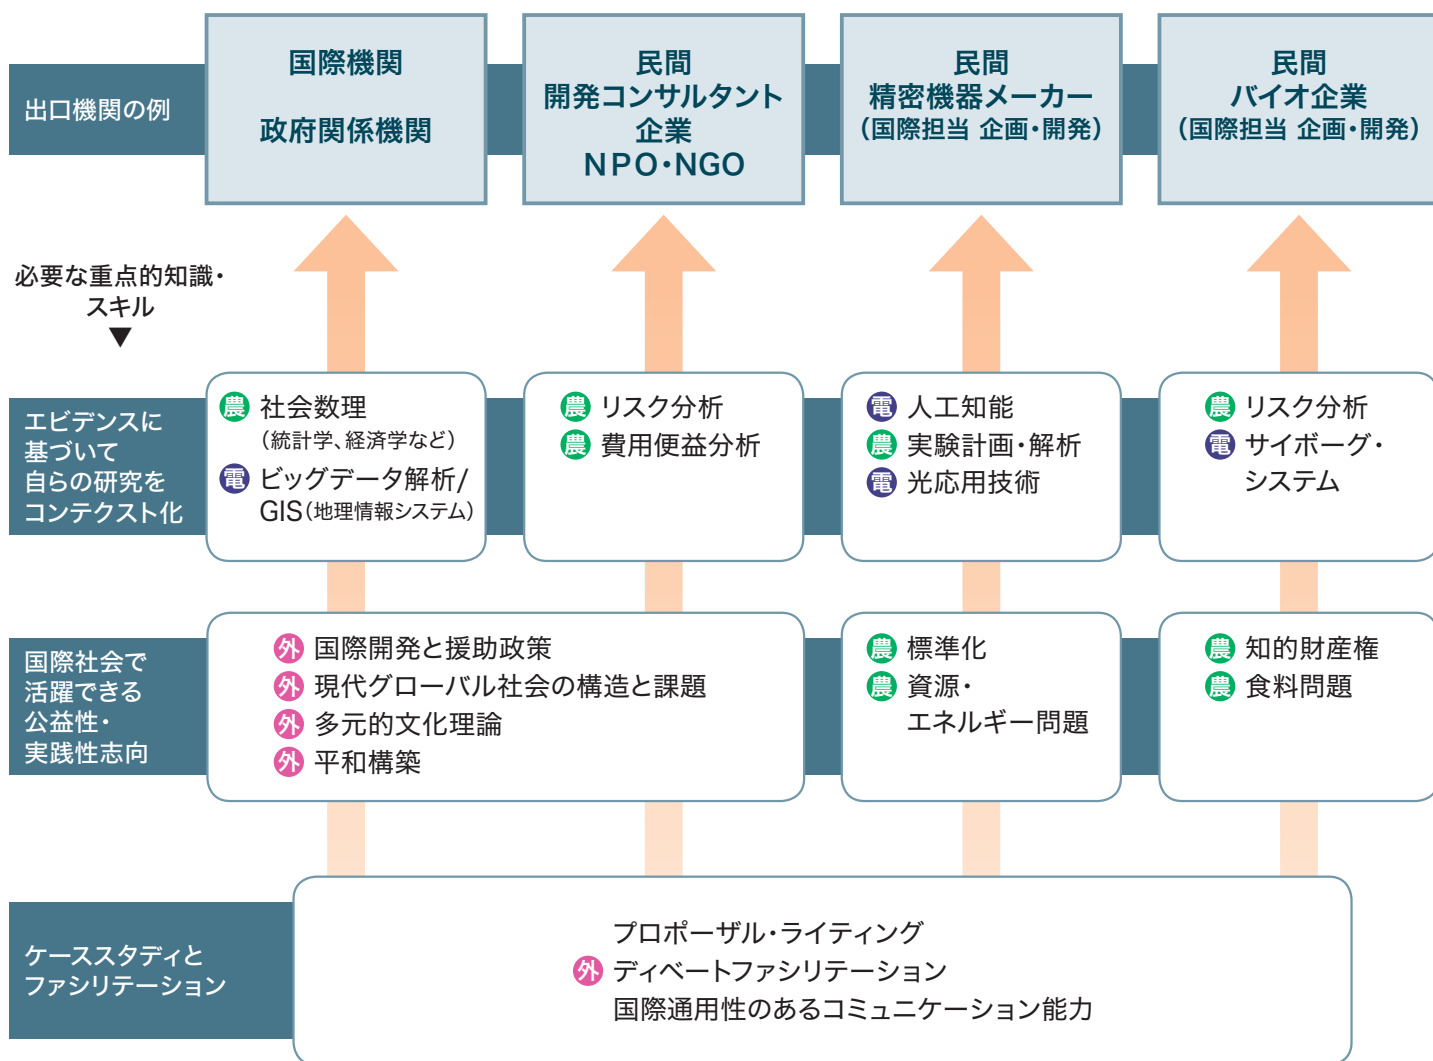 出口機関の例
国際機関
政府関係機関
民間
開発コンサルタント
企業
NPO・NGO
民間
精密機器メーカー
（国際担当 企画・開発）
民間
バイオ企業
（国際担当 企画・開発）
必要な重点的知識・
スキル
▼
エビデンスに
基づいて
自らの研究を
コンテクスト化
農 社会数理
（統計学、経済学など）
電 ビッグデータ解析/
GIS（地理情報システム）
農 リスク分析
農 費用便益分析
電 人工知能
農 実験計画・解析
電 光応用技術
農 リスク分析
電 サイボーグ・
システム
国際社会で
活躍できる
公益性・
実践性志向
外 国際開発と援助政策
外 現代グローバル社会の構造と課題
外 多元的文化理論
外 平和構築
農 標準化
農 資源・
エネルギー問題
農 知的財産権
農 食料問題
ケーススタディと
ファシリテーション
プロポーザル・ライティング
外 ディベートファシリテーション
国際通用性のあるコミュニケーション能力